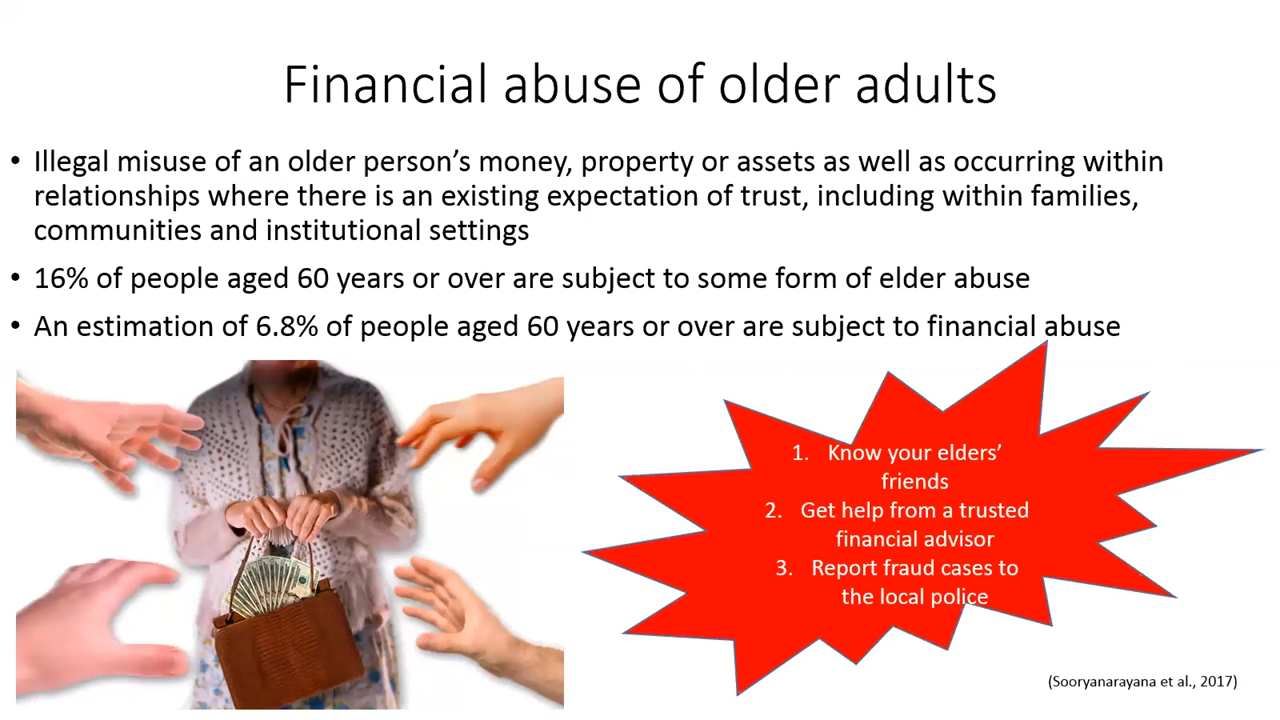 Financial abuse of older adults
• Illegal misuse of an older person’s money, property or assets as well as occurring within
relationships where there is an existing expectation of trust, including within families,
communities and institutional settings
• 16% of people aged 60 years or over are subject to some form of elder abuse
• An estimation of 6.8% of people aged 60 years or over are subject to financial abuse
1. Know your elders’
friends
2. Get help from a trusted
financial advisor
3. Report fraud cases to
the local police
(Sooryanarayana et al., 2017)